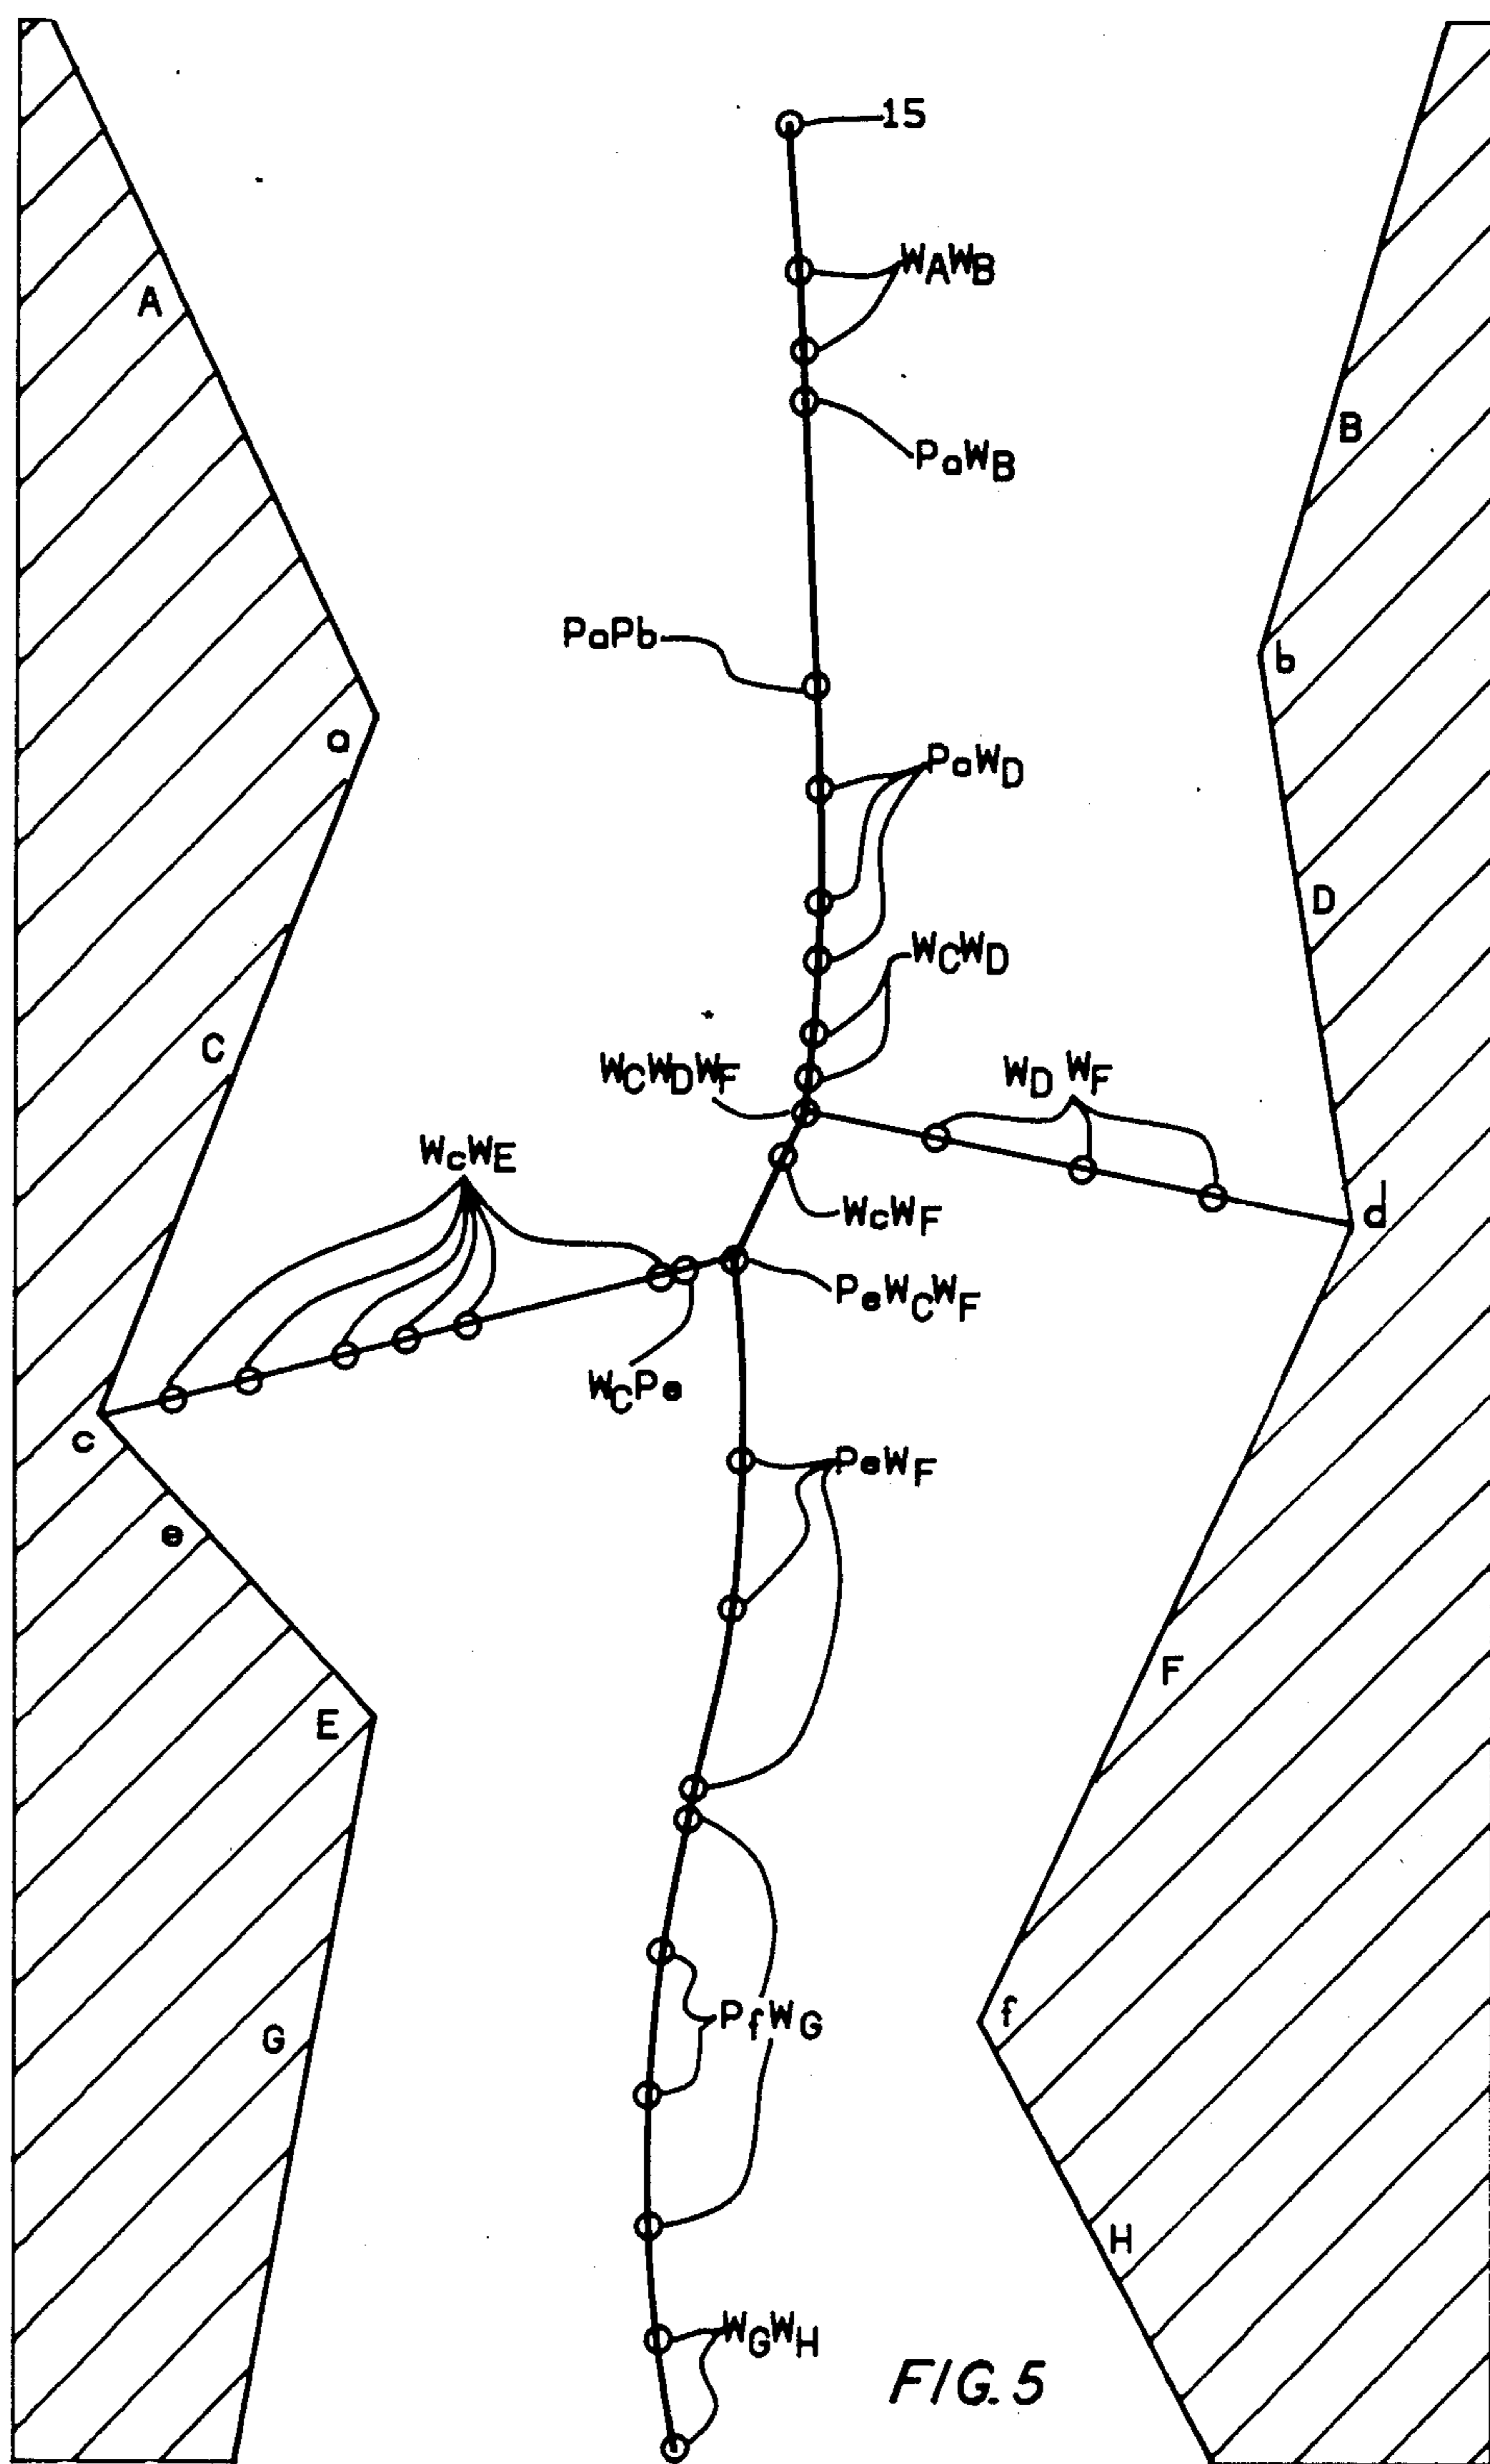 15
WAWB
A
B
PaWB
PaPb
b
a
PaWD
D
WCWD
C
WCWDWF
WD WF
WcWE
d
WcWF
PeWCWF
WCPe
c
PeWF
e
F
E
f
PfWG
G
H
WGWH
FIG. 5